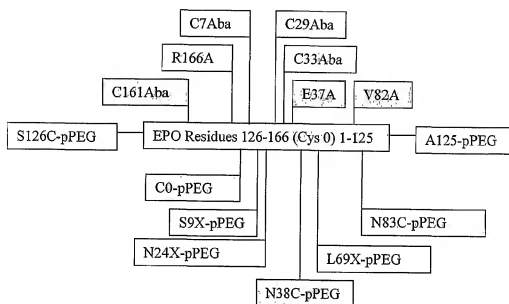 C7Aba
C29Aba
R166A
C33Aba
C161Aba
E37A
V82A
S126C-pPEG
EPO Residues 126-166 (Cys 0) 1-125
A125-pPEG
C0-pPEG
S9X-pPEG
N83C-pPEG
N24X-pPEG
L69X-pPEG
N38C-pPEG